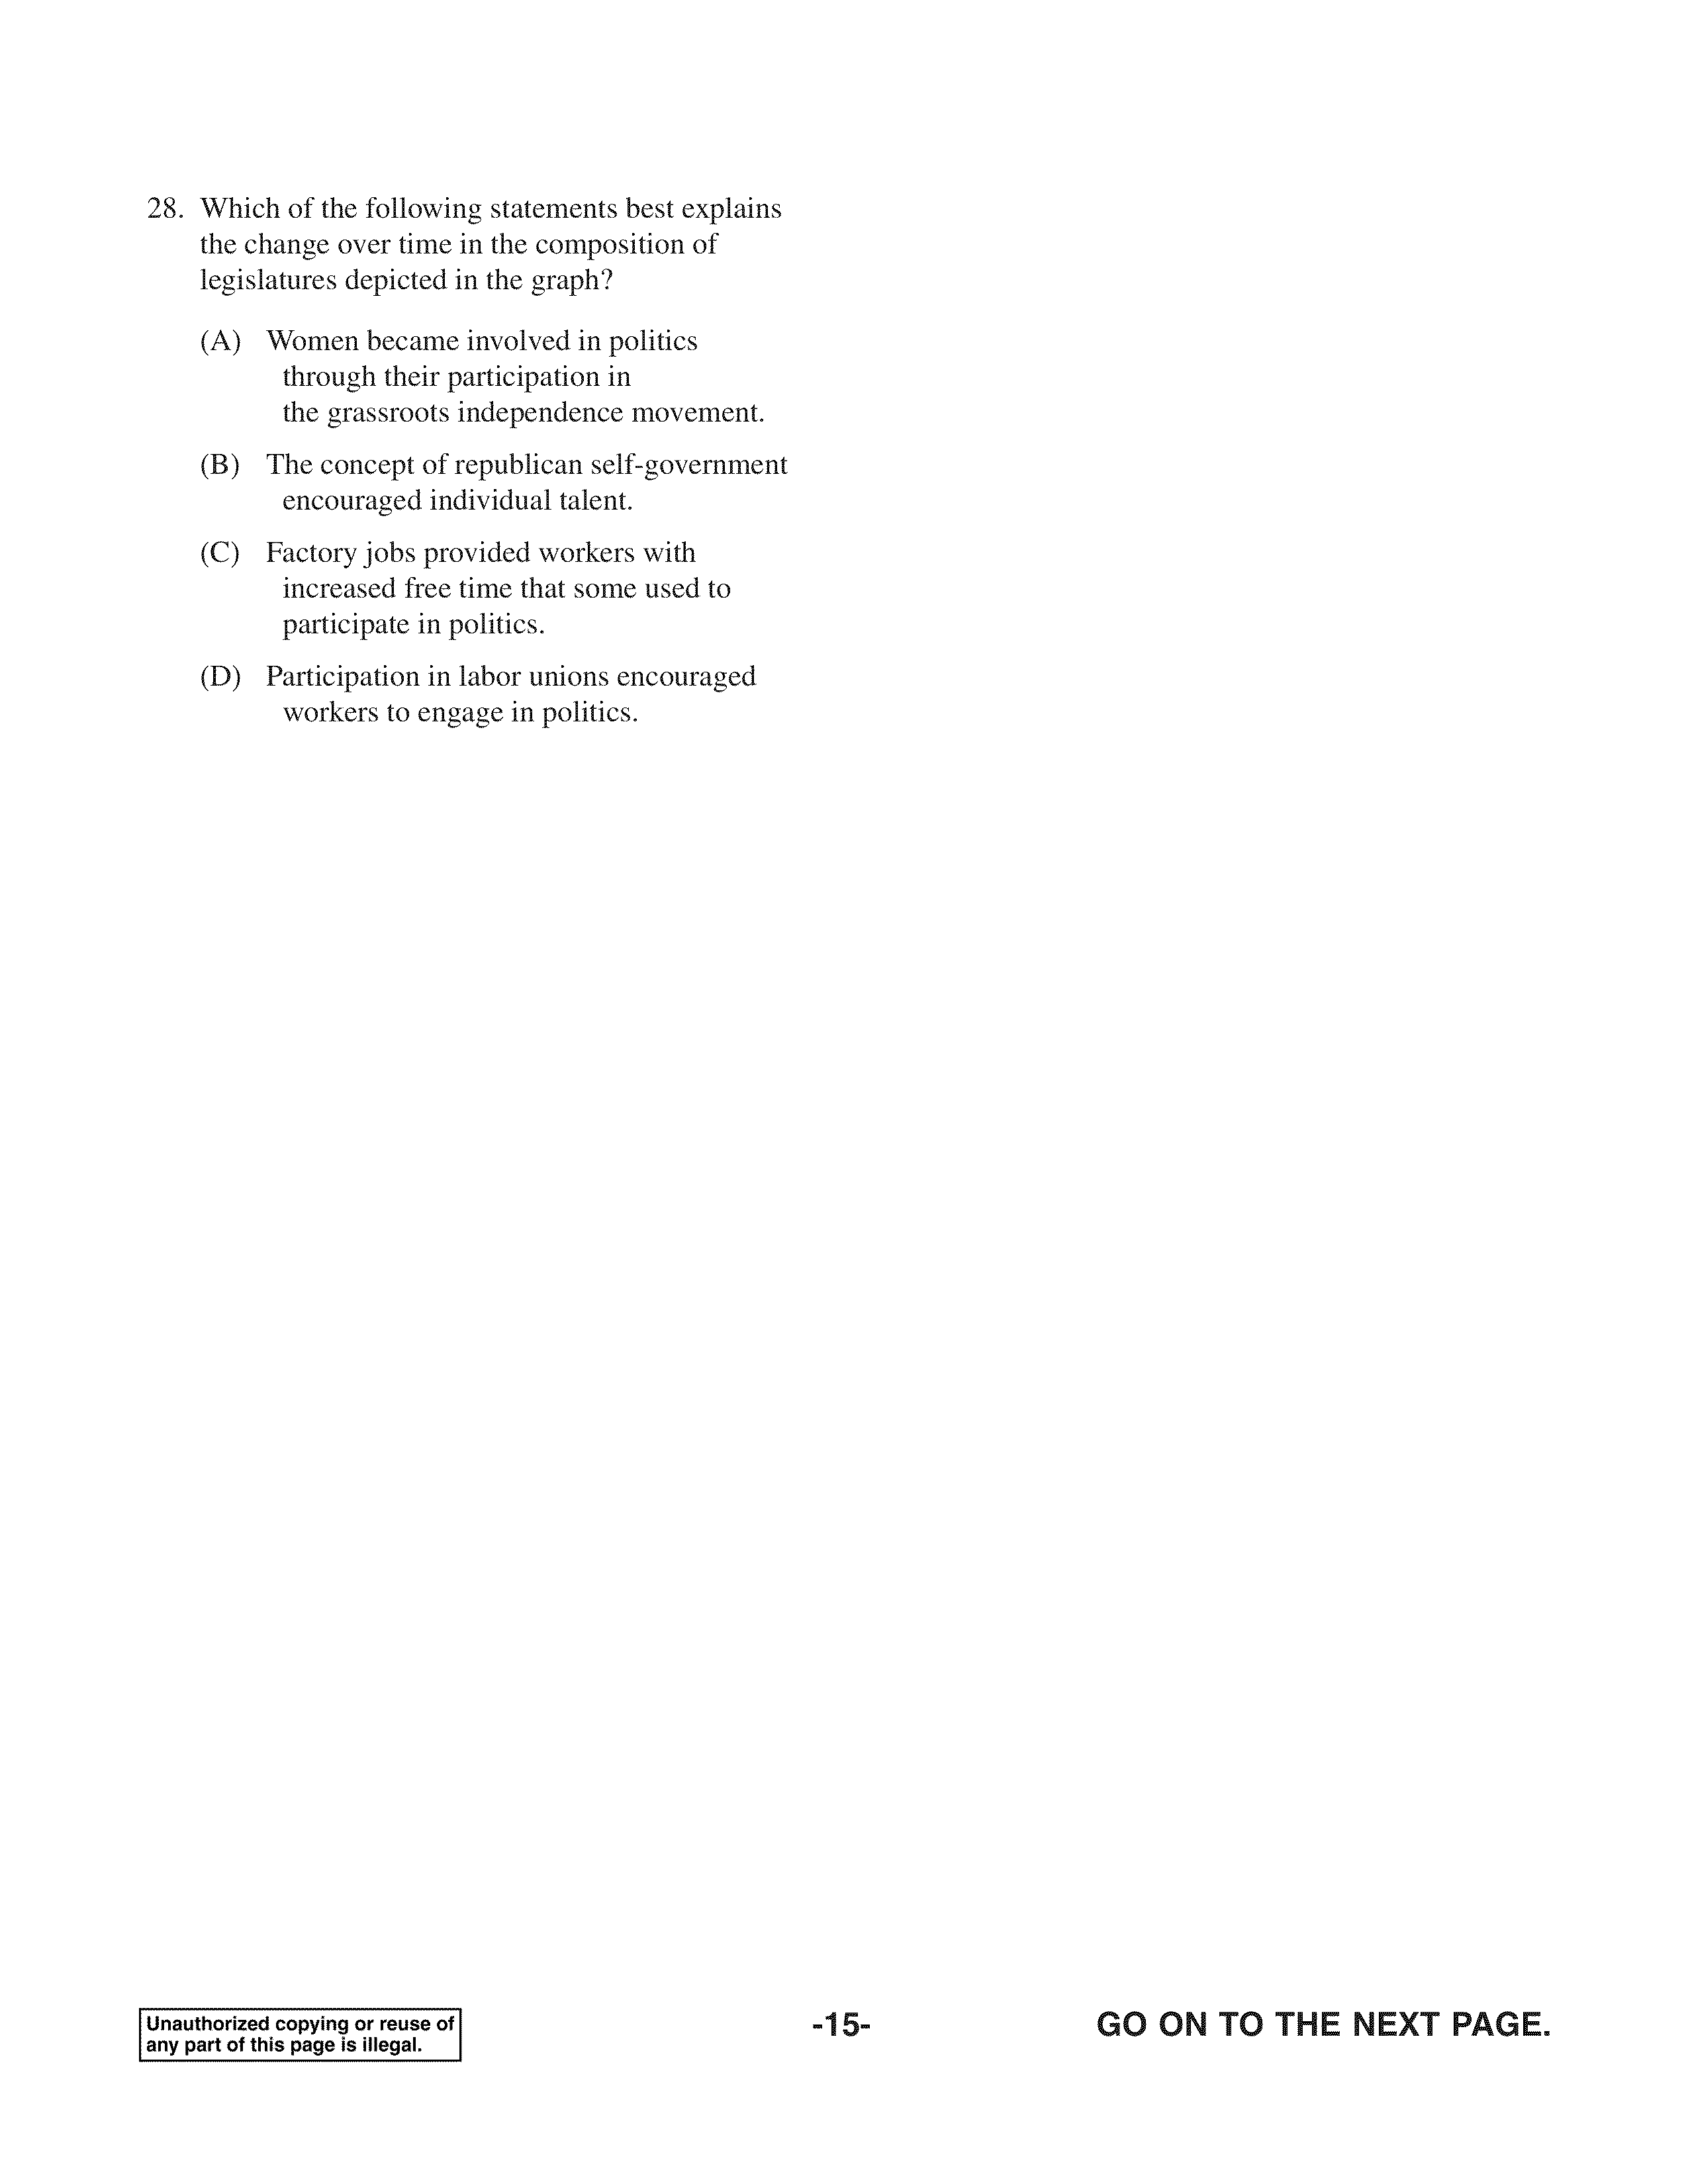 28. Which of the following statements best explains
the change over time in the composition of
legislatures depicted in the graph?
(A) Women became involved in politics
through their participation in
the grassroots independence movement.
(B) The concept of republican self-government
encouraged individual talent.
(C) Factory jobs provided workers with
increased free time that some used to
participate in politics.
(D) Participation in labor unions encouraged
workers to engage in politics.
Unauthorized copying or reuse of
any part of this page is illegal.
-15-
GO ON TO THE NEXT PAGE.